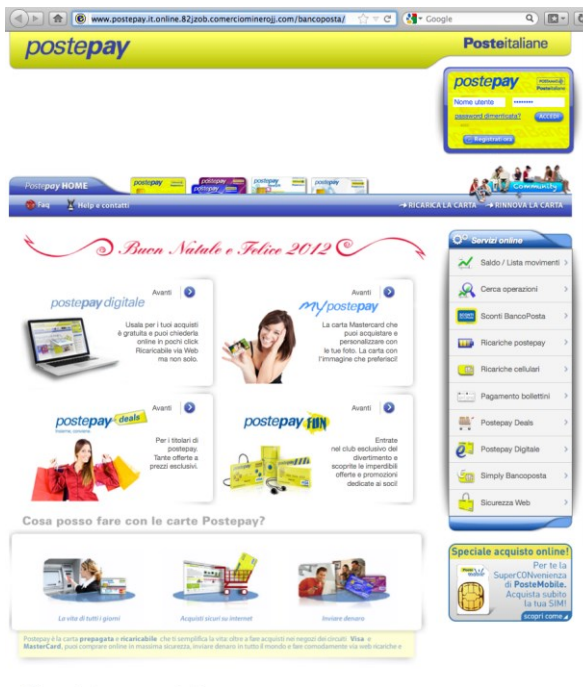 www.postepay.it.online.82jzob.comerciominerojj.com/bancoposta/
Google
postepay
Posteitaliane
postepay
Posteitaliane
Nome utente
password dimenticata?
ACCEDI
Registrati ora
Postepay HOME
postepay
postepay
postepay
postepay
postepay
Community
Faq
Help e contatti
RICARICA LA CARTA
RINNOVA LA CARTA
Buon Natale e Felice 2012
Avanti
postepay digitale
Usala per i tuoi acquisti
è gratuita e puoi chiederla
online in pochi click
Ricaricabile via Web
ma non solo.
Avanti
MYpostepay
La carta Mastercard che
puoi acquistare e
personalizzare con
le tue foto. La carta con
l'immagine che preferisci!
Avanti
postepay deals
Per i titolari di
postepay.
Tante offerte a
prezzi esclusivi.
Avanti
postepay FUN
Entrate
nel club esclusivo del
divertimento e
scoprite le imperdibili
offerte e promozioni
dedicate ai soci!
Servizi online
Saldo / Lista movimenti
Cerca operazioni
Sconti BancoPosta
Ricariche postepay
Ricariche cellulari
Pagamento bollettini
Postepay Deals
Postepay Digitale
Simply Bancoposta
Sicurezza Web
Cosa posso fare con le carte Postepay?
La vita di tutti i giorni
Acquisti sicuri su internet
Inviare denaro
Postepay è la carta prepagata e ricaricabile che ti semplifica la vita: oltre a fare acquisti nei negozi dei circuiti Visa e
MasterCard, puoi comprare online in massima sicurezza, inviare denaro in tutto il mondo e fare comodamente via web ricariche e
Speciale acquisto online!
Per te la
SuperCONvenienza
di PosteMobile.
Acquista subito
la tua SIM!
scopri come